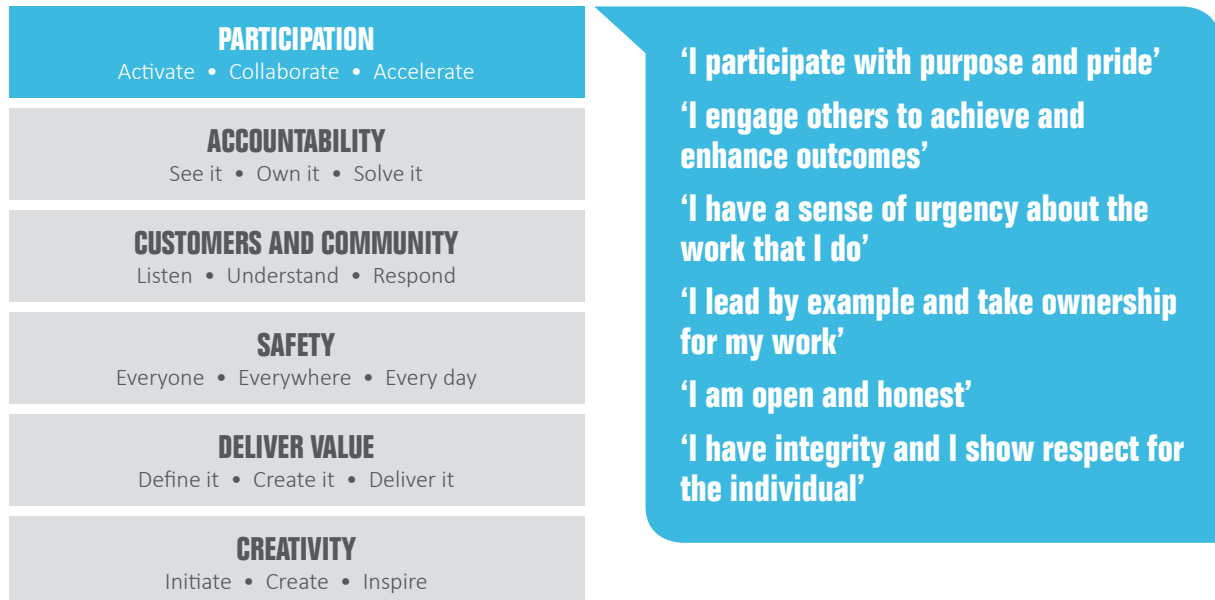 PARTICIPATION
Activate • Collaborate • Accelerate
ACCOUNTABILITY
See it • Own it • Solve it
CUSTOMERS AND COMMUNITY
Listen • Understand • Respond
SAFETY
Everyone • Everywhere • Every day
DELIVER VALUE
Define it • Create it • Deliver it
CREATIVITY
Initiate • Create • Inspire
‘I participate with purpose and pride’
‘I engage others to achieve and
enhance outcomes’
‘I have a sense of urgency about the
work that I do’
‘I lead by example and take ownership
for my work’
‘I am open and honest’
‘I have integrity and I show respect for
the individual’